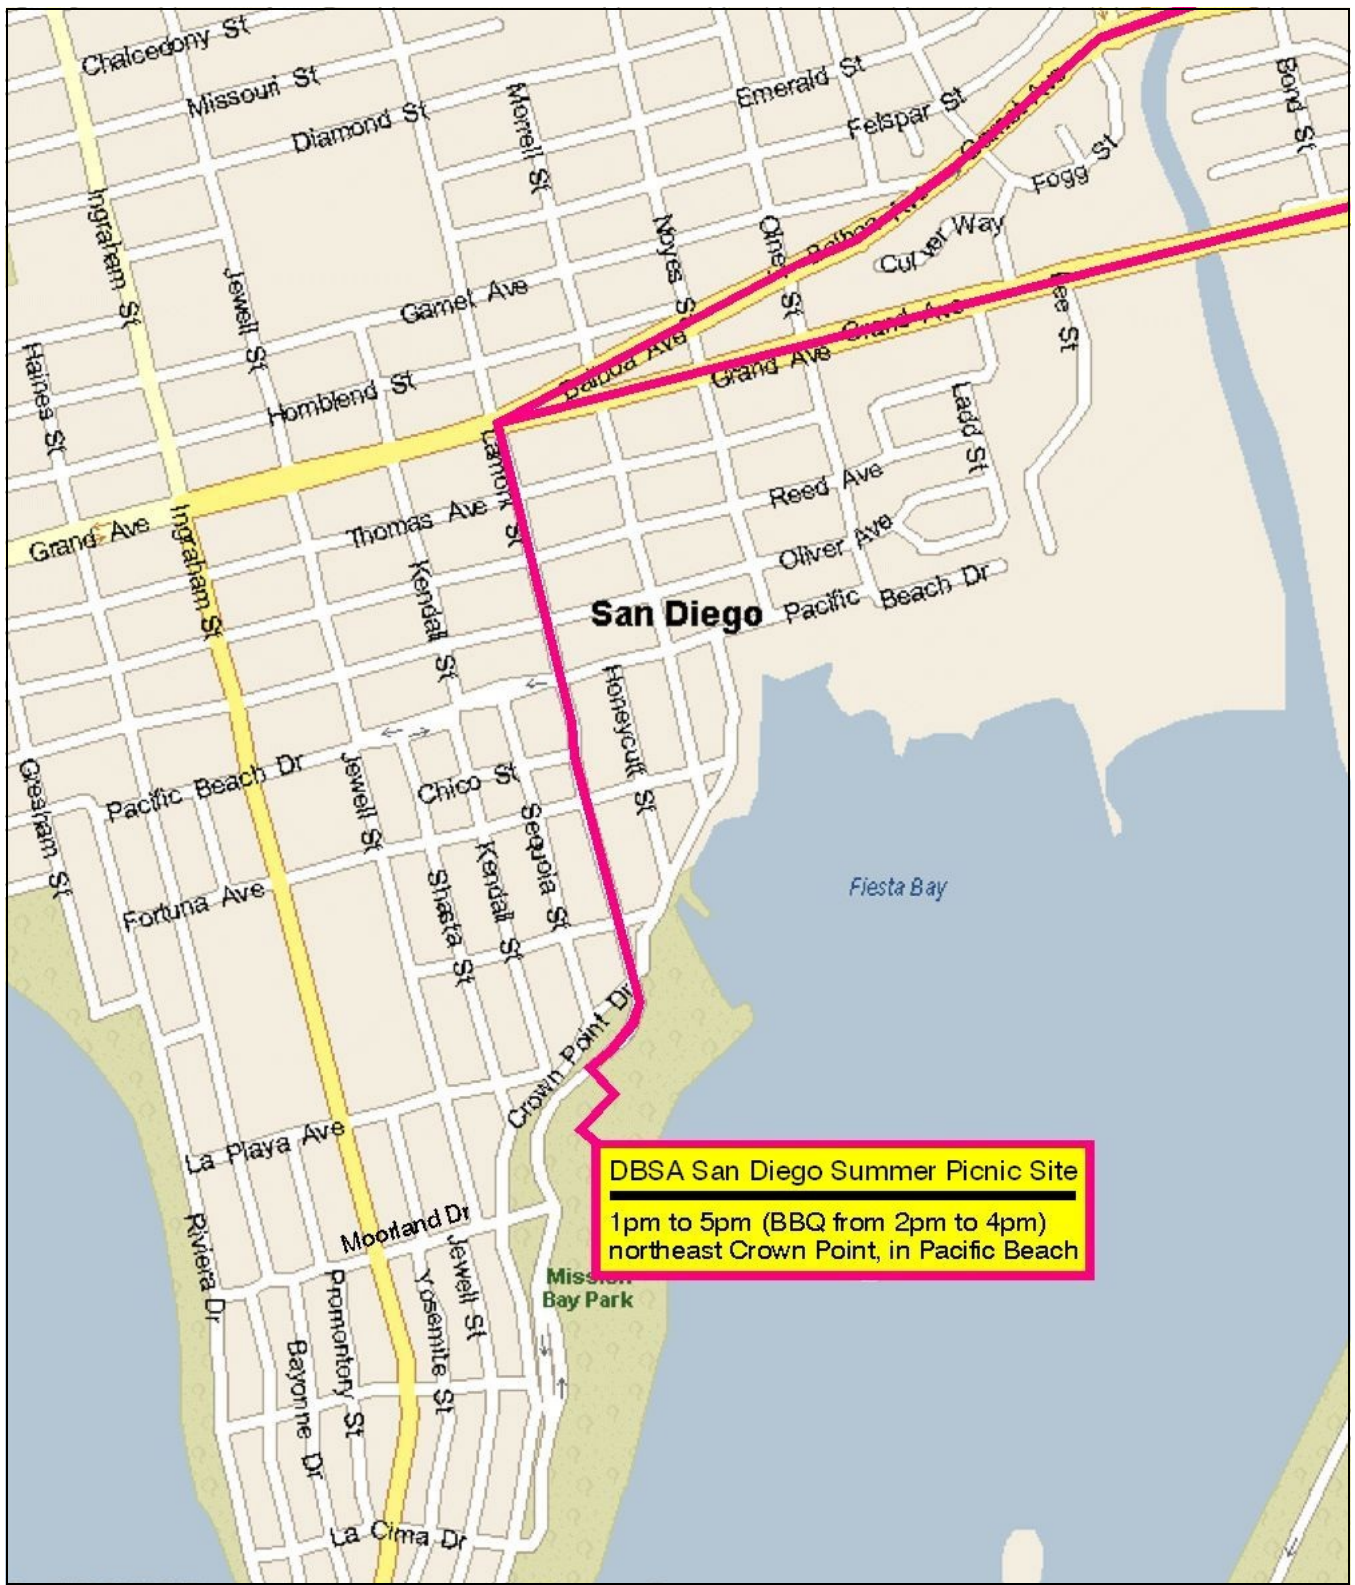 Chalcedony St
Missouri St
Diamond St
Morrell St
Emerald St
Felspar St
Bond St
Garnet Ave
Fogg St
Ingraham St
Jewell St
Noyes St
Olney St
Balboa Ave
Culver Way
Garnet Ave
Haines St
Hornblend St
Balboa Ave
Grand Ave
Grand Ave
Lee St
Ladd St
Lamont St
Reed Ave
Grand Ave
Ingraham St
Thomas Ave
Oliver Ave
Kendall St
San Diego
Pacific Beach Dr
Honeycutt St
Gresham St
Pacific Beach Dr
Jewell St
Chico St
Sequoia St
Fortuna Ave
Shasta St
Kendall St
Fiesta Bay
Crown Point Dr
La Playa Ave
DBSA San Diego Summer Picnic Site
1pm to 5pm (BBQ from 2pm to 4pm)
northeast Crown Point, in Pacific Beach
Riviera Dr
Moorland Dr
Jewell St
Mission
Bay Park
Promontory St
Yosemite St
Bayonne Dr
La Cima Dr